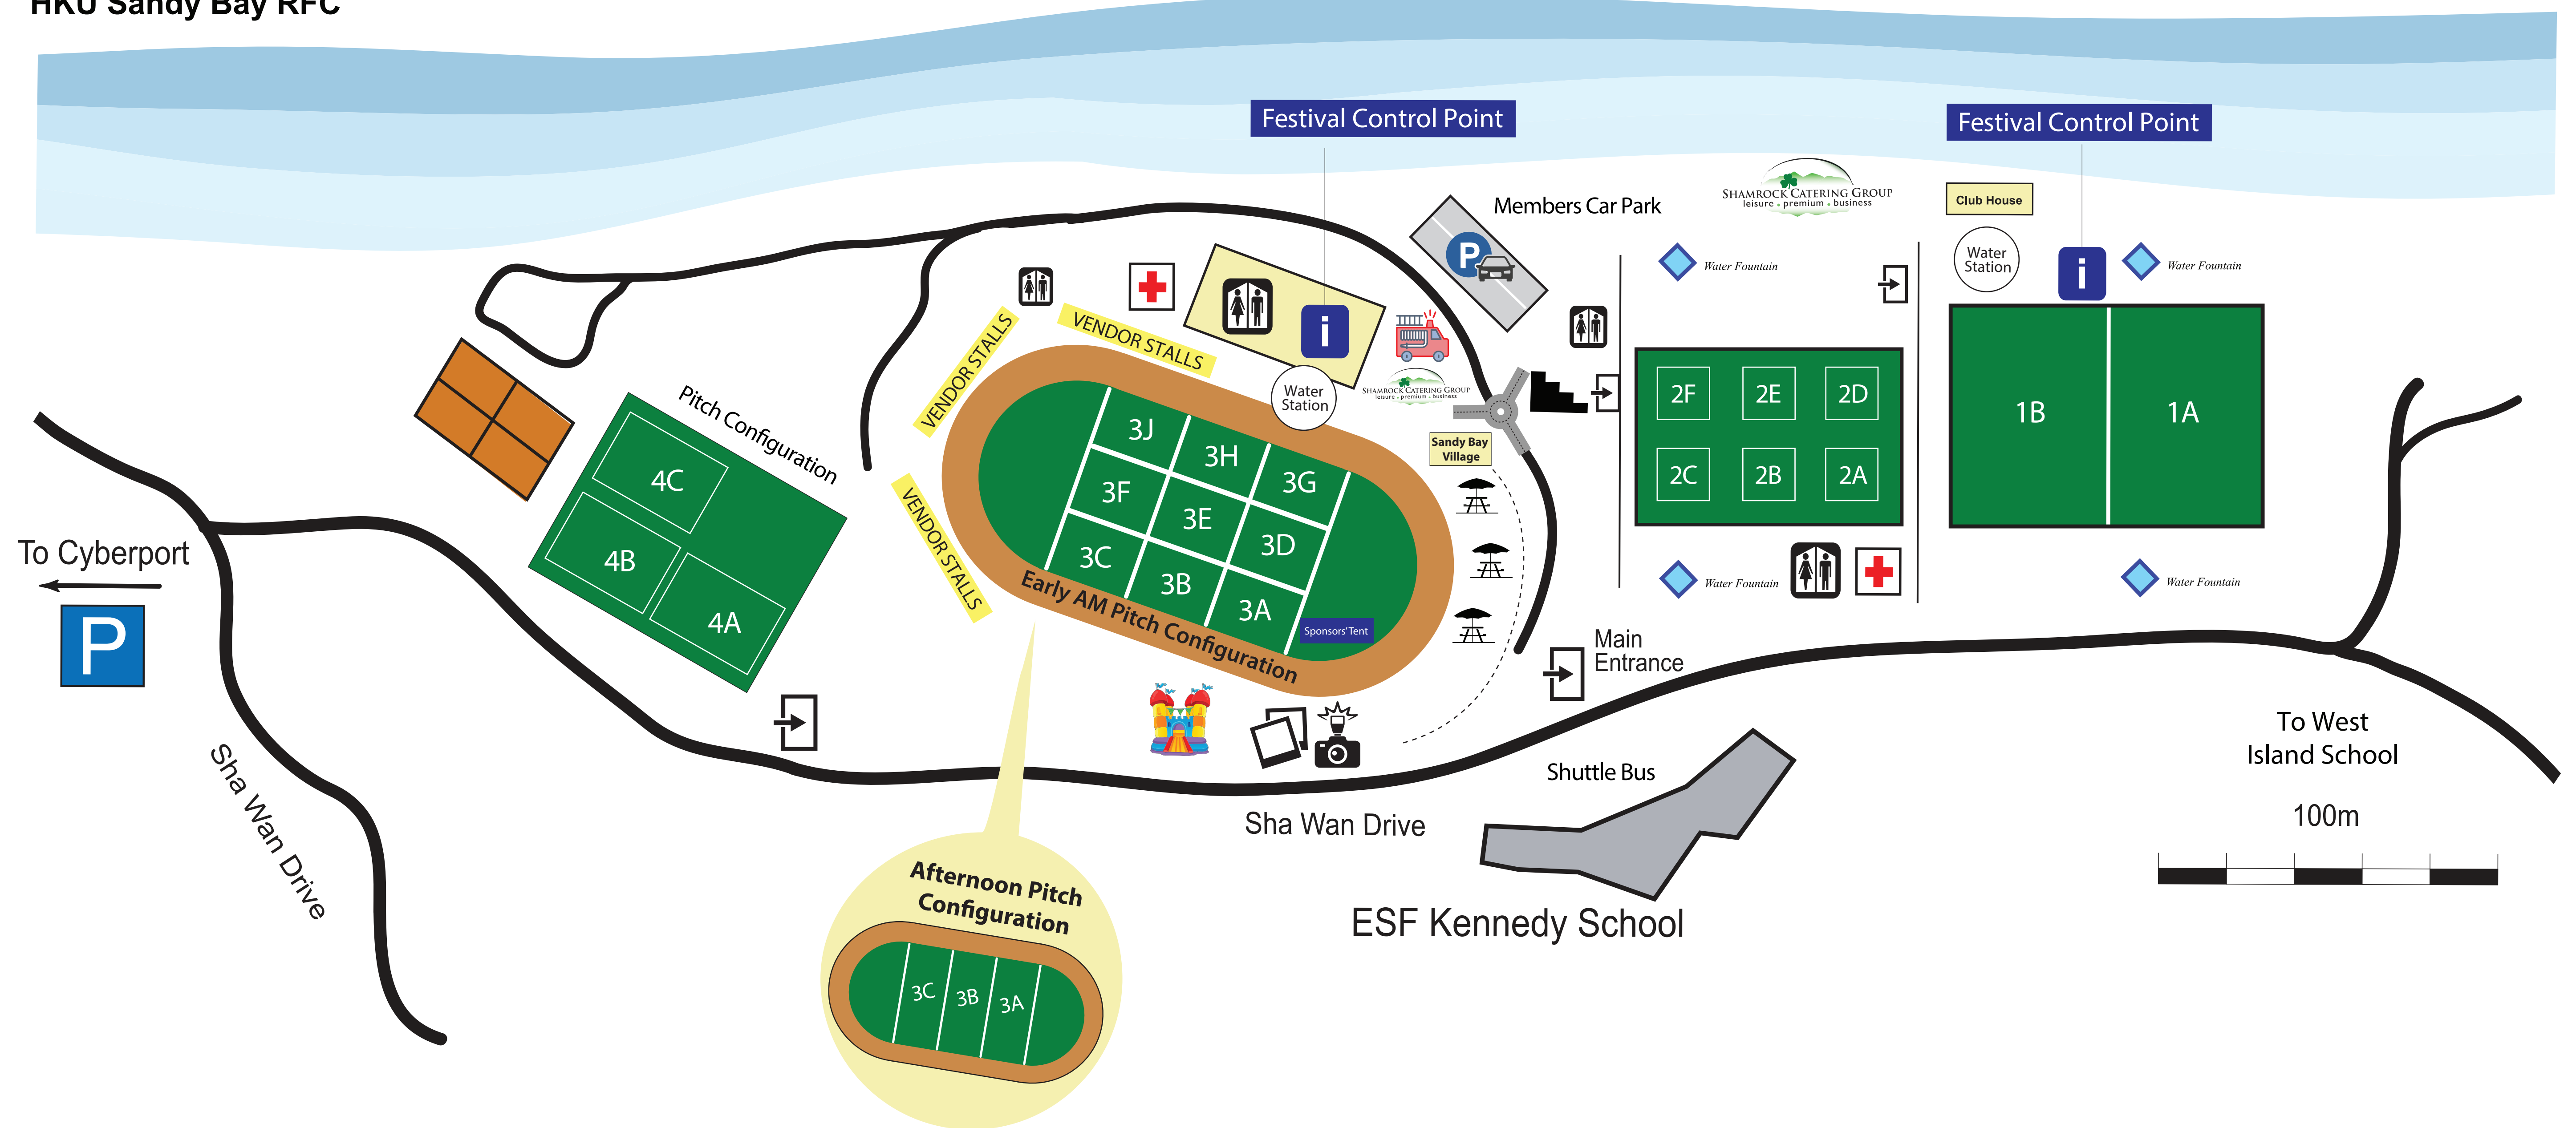 HKU Sandy Bay RFC
Festival Control Point
Festival Control Point
SHAMROCK CATERING GROUP
leisure • premium • business
Members Car Park
P
Club House
Water
Station
i
Water Fountain
Water Fountain
VENDOR STALLS
VENDOR STALLS
VENDOR STALLS
i
Water
Station
SHAMROCK CATERING GROUP
leisure • premium • business
Sandy Bay
Village
Pitch Configuration
4C
4B
4A
3J
3H
3G
3F
3E
3D
3C
3B
3A
Sponsors' Tent
Early AM Pitch Configuration
2F
2E
2D
2C
2B
2A
1B
1A
Water Fountain
Water Fountain
To Cyberport
P
Main
Entrance
Sha Wan Drive
Sha Wan Drive
Shuttle Bus
ESF Kennedy School
To West
Island School
100m
Afternoon Pitch
Configuration
3C
3B
3A